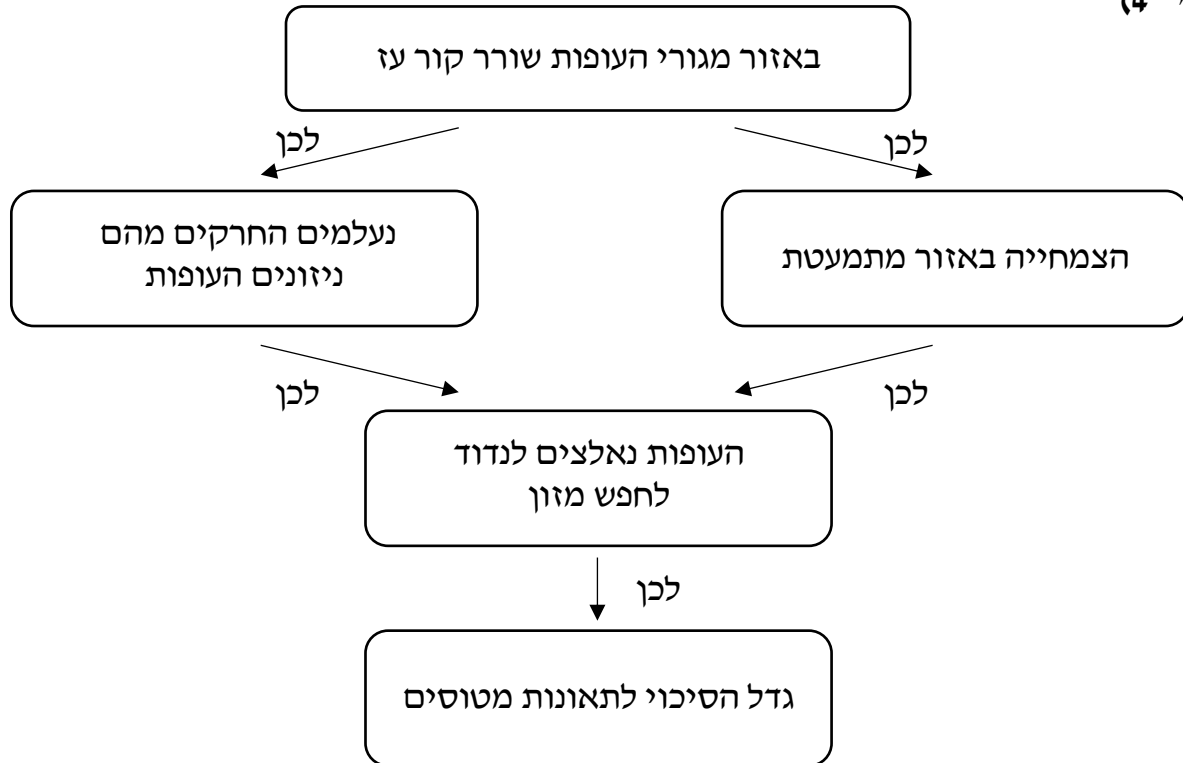 4)
באזור מגורי העופות שורר קור עז
לכן
לכן
הצמחייה באזור מתמעטת
נעלמים החרקים מהם
ניזונים העופות
לכן
לכן
העופות נאלצים לנדוד
לחפש מזון
לכן
גדל הסיכוי לתאונות מטוסים